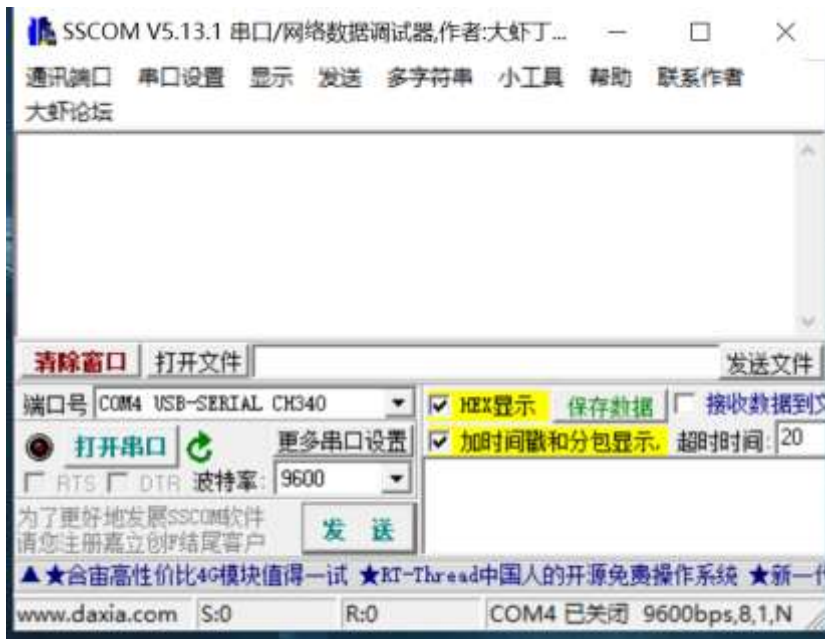 SSCOM V5.13.1 串口/网络数据调试器,作者:大虾丁...
通讯端口 串口设置 显示 发送 多字符串 小工具 帮助 联系作者
大虾论坛
清除窗口 打开文件 发送文件
端口号 COM4 USB-SERIAL CH340 HEX显示 保存数据 接收数据到文
打开串口 更多串口设置 加时间戳和分包显示, 超时时间: 20
RTS DTR 波特率: 9600
为了更好地发展SSCOM软件
请您注册嘉立创F结尾客户
发 送
▲★合宙高性价比4G模块值得一试 ★RT-Thread中国人的开源免费操作系统 ★新一代
www.daxia.com S:0 R:0 COM4 已关闭 9600bps,8,1,N